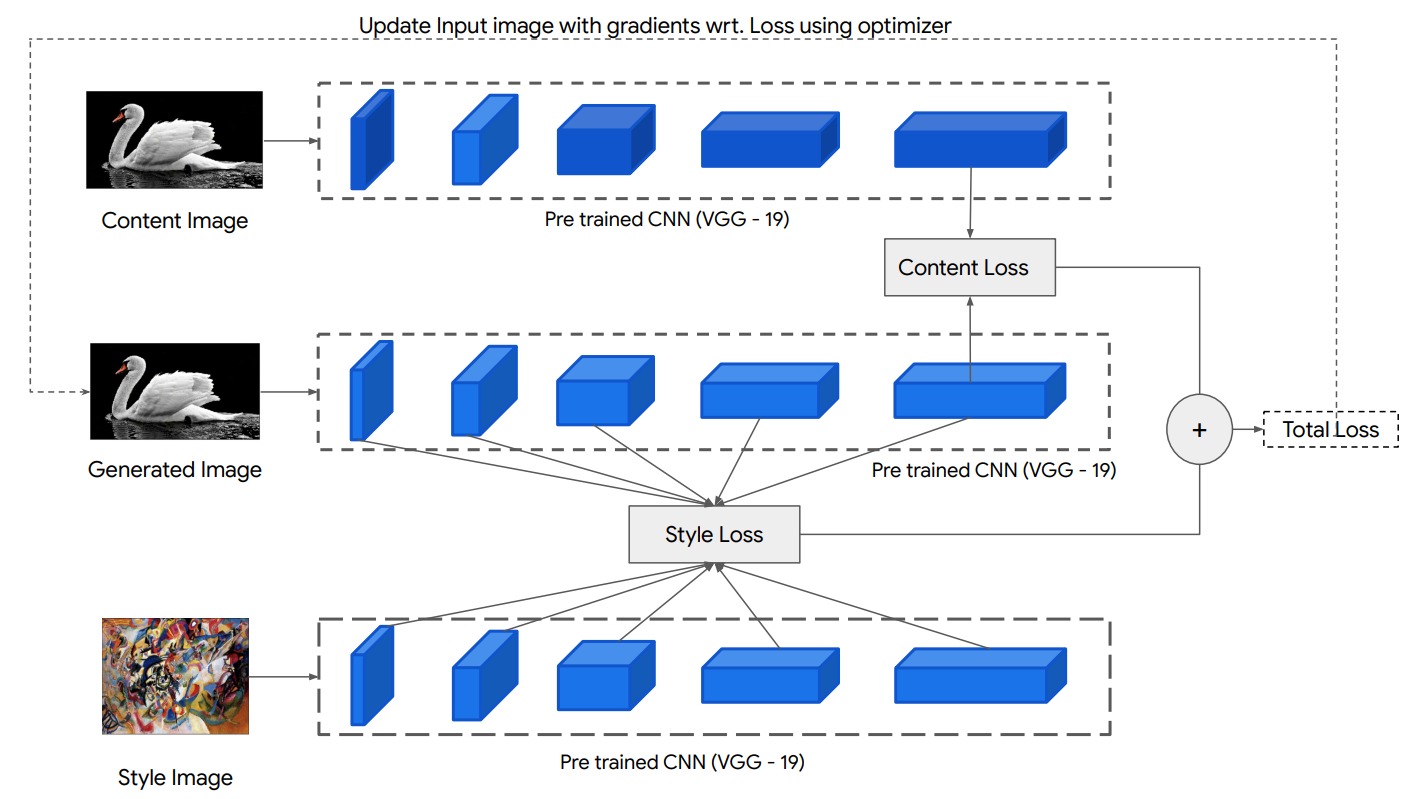 Update Input image with gradients wrt. Loss using optimizer
Content Image
Pre trained CNN (VGG - 19)
Content Loss
Generated Image
Pre trained CNN (VGG - 19)
+
Total Loss
Style Loss
Style Image
Pre trained CNN (VGG - 19)